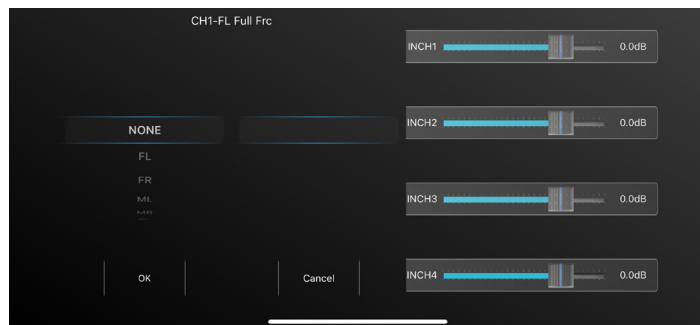 CH1-FL Full Frc
NONE
FL
FR
ML
MR
OK
Cancel
INCH1 0.0dB
INCH2 0.0dB
INCH3 0.0dB
INCH4 0.0dB